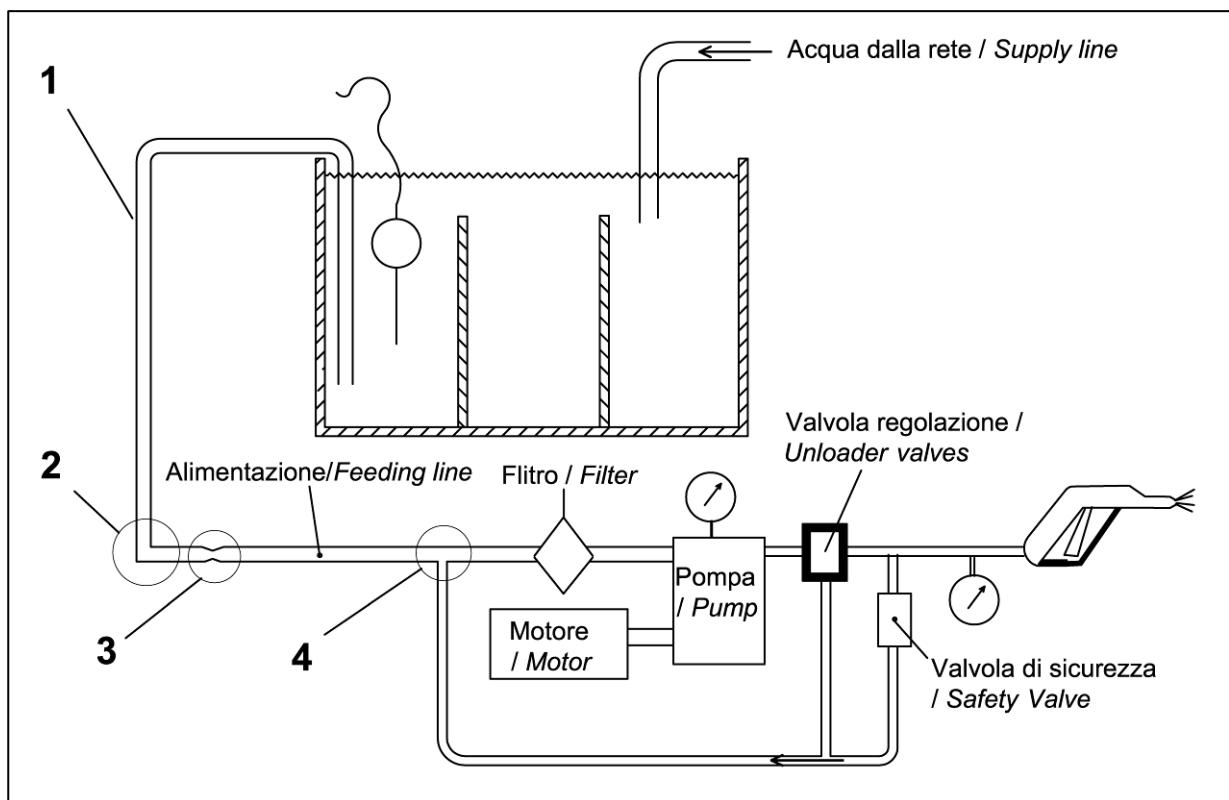 Acqua dalla rete / Supply line
1
Valvola regolazione /
Unloader valves
2
Alimentazione/Feeding line
Flitro / Filter
3
4
Pompa
/ Pump
Motore
/ Motor
Valvola di sicurezza
/ Safety Valve